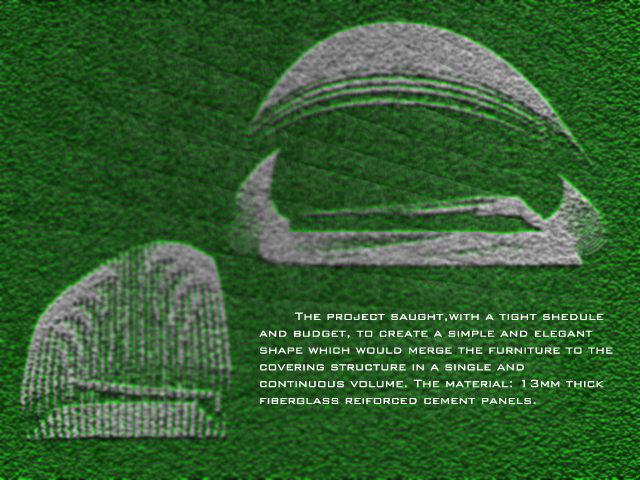 The project saught,with a tight shedule
and budget, to create a simple and elegant
shape which would merge the furniture to the
covering structure in a single and
continuous volume. The material: 13mm thick
fiberglass reiforced cement panels.